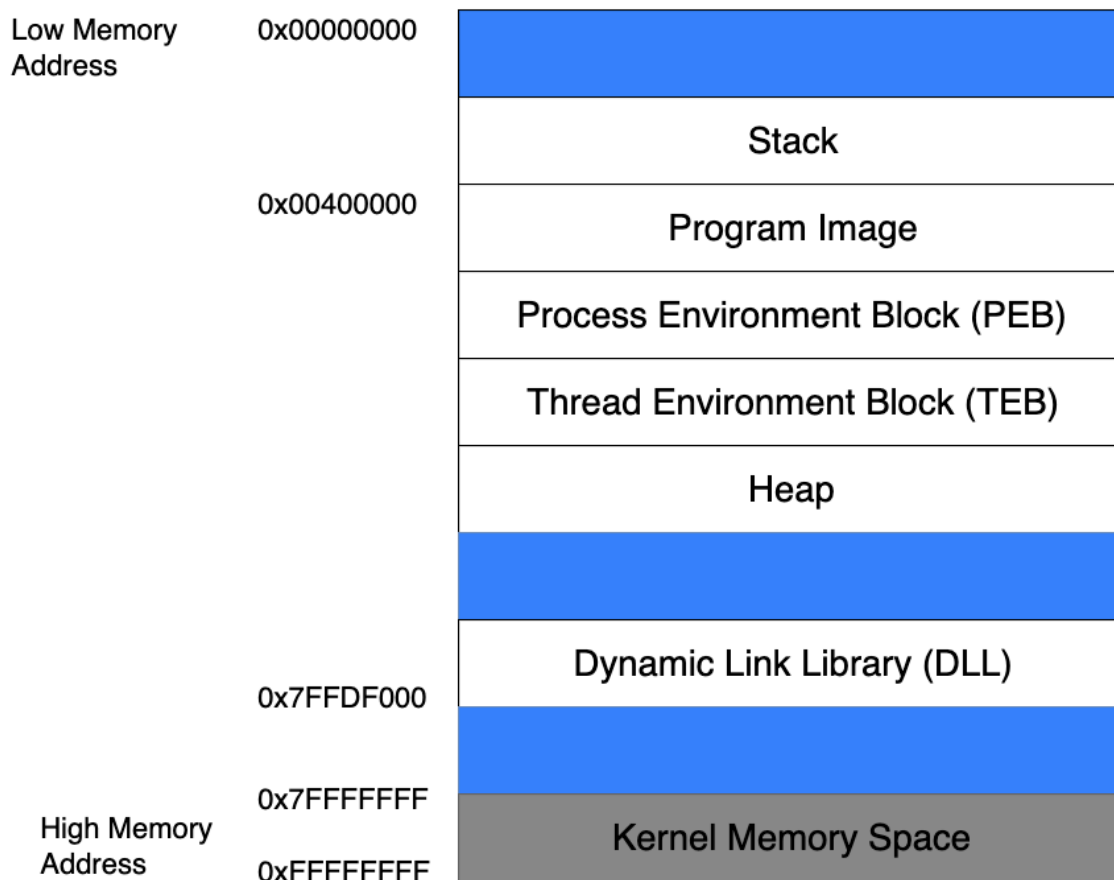 Low Memory
Address
0x00000000
Stack
0x00400000
Program Image
Process Environment Block (PEB)
Thread Environment Block (TEB)
Heap
Dynamic Link Library (DLL)
0x7FFDF000
0x7FFFFFFF
High Memory
Address
Kernel Memory Space
0xFFFFFFFF